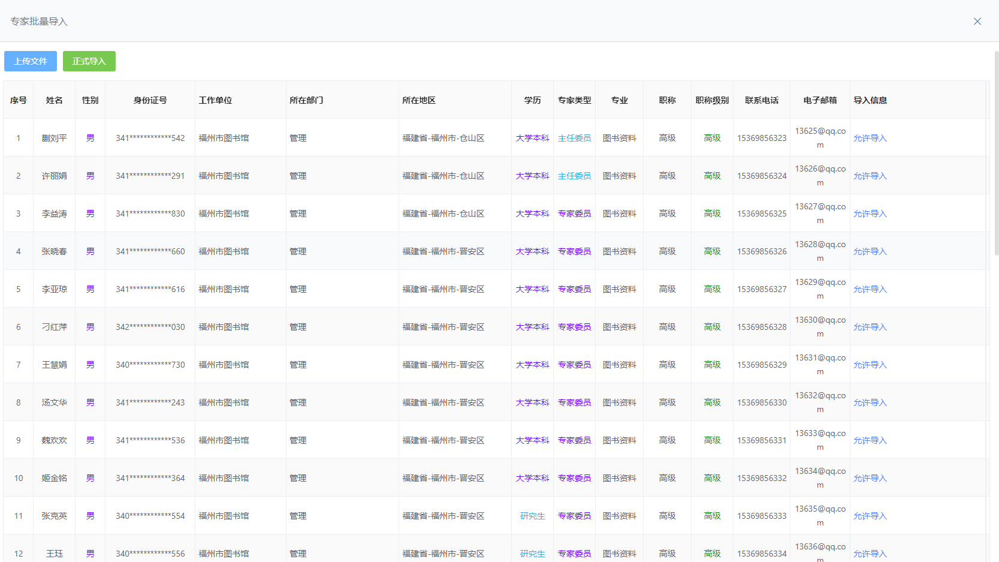 专家批量导入
上传文件 正式导入
序号 姓名 性别 身份证号 工作单位 所在部门 所在地区 学历 专家类型 专业 职称 职称级别 联系电话 电子邮箱 导入信息
1 蒯刘平 男 341************542 福州市图书馆 管理 福建省-福州市-仓山区 大学本科 主任委员 图书资料 高级 高级 15369856323 13625@qq.com 允许导入
2 许丽娟 男 341************291 福州市图书馆 管理 福建省-福州市-仓山区 大学本科 主任委员 图书资料 高级 高级 15369856324 13626@qq.com 允许导入
3 李益涛 男 341************830 福州市图书馆 管理 福建省-福州市-仓山区 大学本科 专家委员 图书资料 高级 高级 15369856325 13627@qq.com 允许导入
4 张晓春 男 341************660 福州市图书馆 管理 福建省-福州市-晋安区 大学本科 专家委员 图书资料 高级 高级 15369856326 13628@qq.com 允许导入
5 李亚琼 男 341************616 福州市图书馆 管理 福建省-福州市-晋安区 大学本科 专家委员 图书资料 高级 高级 15369856327 13629@qq.com 允许导入
6 刁红萍 男 342************030 福州市图书馆 管理 福建省-福州市-晋安区 大学本科 专家委员 图书资料 高级 高级 15369856328 13630@qq.com 允许导入
7 王慧娟 男 340************730 福州市图书馆 管理 福建省-福州市-晋安区 大学本科 专家委员 图书资料 高级 高级 15369856329 13631@qq.com 允许导入
8 汤文华 男 341************243 福州市图书馆 管理 福建省-福州市-晋安区 大学本科 专家委员 图书资料 高级 高级 15369856330 13632@qq.com 允许导入
9 魏欢欢 男 341************536 福州市图书馆 管理 福建省-福州市-晋安区 大学本科 专家委员 图书资料 高级 高级 15369856331 13633@qq.com 允许导入
10 姬金铭 男 341************364 福州市图书馆 管理 福建省-福州市-晋安区 大学本科 专家委员 图书资料 高级 高级 15369856332 13634@qq.com 允许导入
11 张克英 男 340************554 福州市图书馆 管理 福建省-福州市-晋安区 研究生 专家委员 图书资料 高级 高级 15369856333 13635@qq.com 允许导入
12 王珏 男 340************556 福州市图书馆 管理 福建省-福州市-晋安区 研究生 专家委员 图书资料 高级 高级 15369856334 13636@qq.com 允许导入